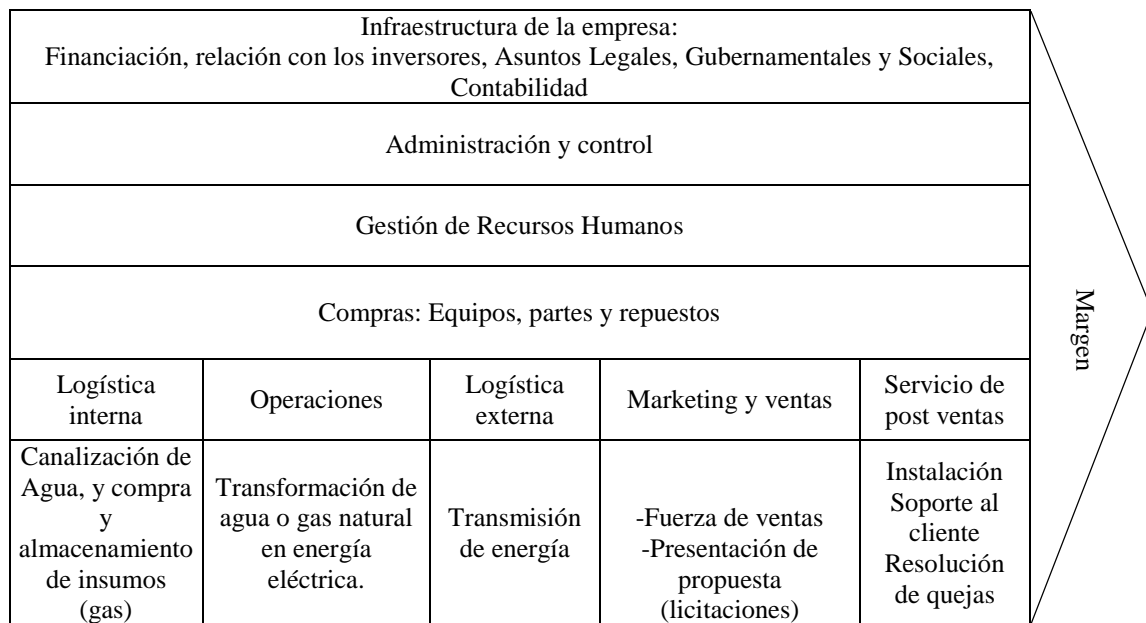 Infraestructura de la empresa:
Financiación, relación con los inversores, Asuntos Legales, Gubernamentales y Sociales,
Contabilidad
Administración y control
Gestión de Recursos Humanos
Compras: Equipos, partes y repuestos
Margen
Logística
interna
Operaciones
Logística
externa
Marketing y ventas
Servicio de
post ventas
Canalización de
Agua, y compra
y
almacenamiento
de insumos
(gas)
Transformación de
agua o gas natural
en energía
eléctrica.
Transmisión
de energía
-Fuerza de ventas
-Presentación de
propuesta
(licitaciones)
Instalación
Soporte al
cliente
Resolución
de quejas